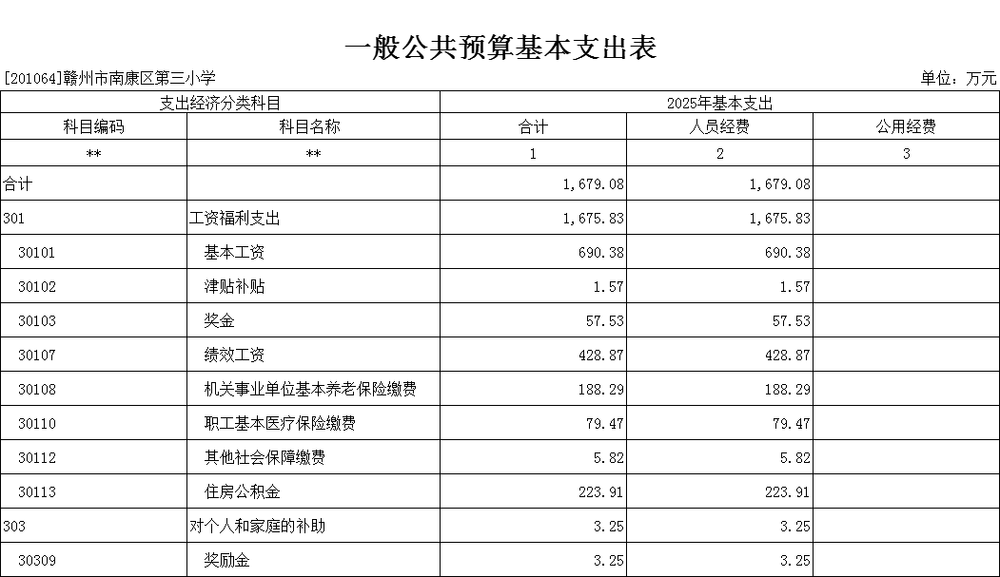 一般公共预算基本支出表
[201064]赣州市南康区第三小学 单位：万元
支出经济分类科目 2025年基本支出
科目编码 科目名称 合计 人员经费 公用经费
** ** 1 2 3
合计 1,679.08 1,679.08
301 工资福利支出 1,675.83 1,675.83
30101 基本工资 690.38 690.38
30102 津贴补贴 1.57 1.57
30103 奖金 57.53 57.53
30107 绩效工资 428.87 428.87
30108 机关事业单位基本养老保险缴费 188.29 188.29
30110 职工基本医疗保险缴费 79.47 79.47
30112 其他社会保障缴费 5.82 5.82
30113 住房公积金 223.91 223.91
303 对个人和家庭的补助 3.25 3.25
30309 奖励金 3.25 3.25